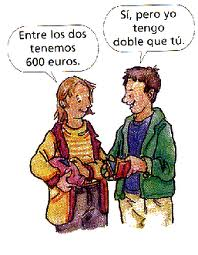 Entre los dos
tenemos
600 euros.
Sí, pero yo
tengo
doble que tú.